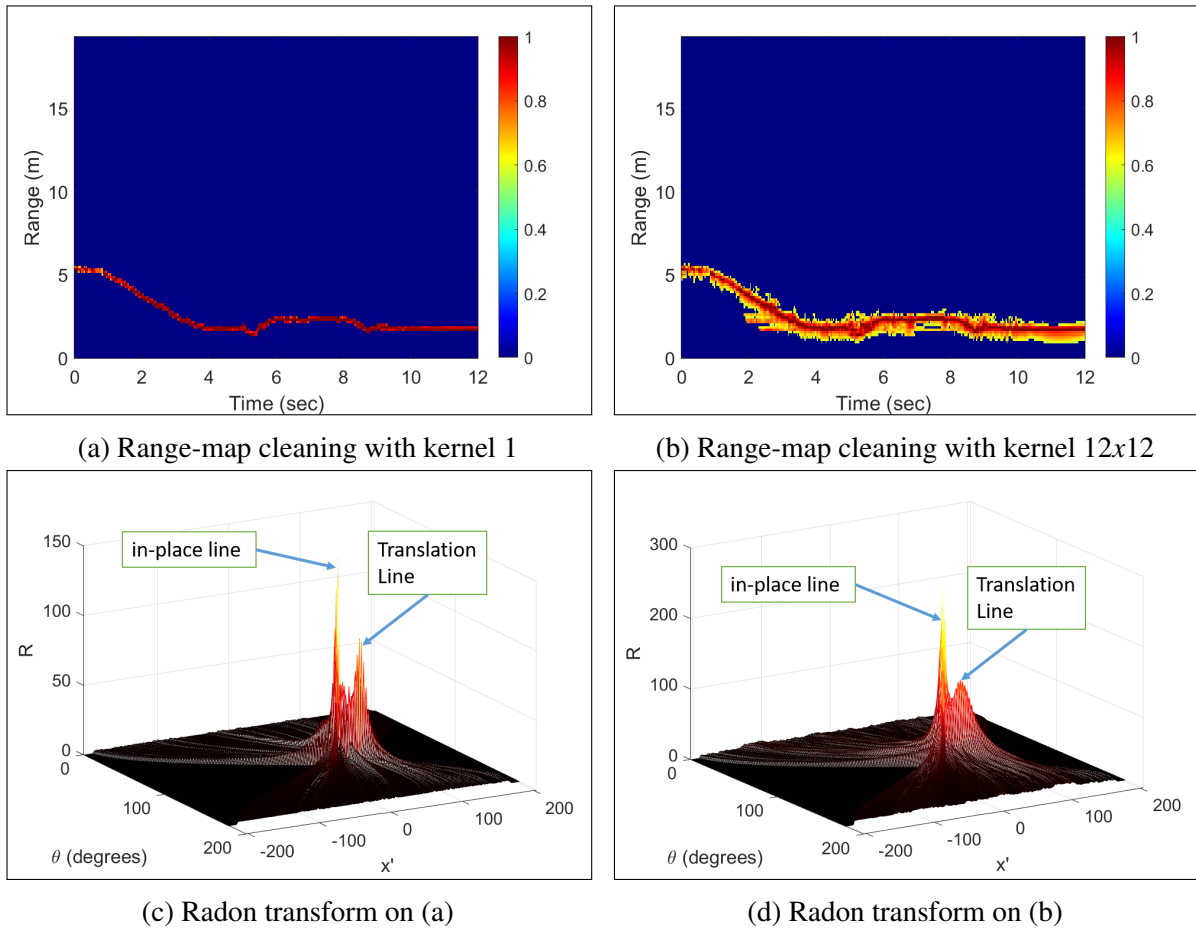 15
10
5
0
Range (m)
0 2 4 6 8 10 12
Time (sec)
1
0.8
0.6
0.4
0.2
0
(a) Range-map cleaning with kernel 1
15
10
5
0
Range (m)
0 2 4 6 8 10 12
Time (sec)
1
0.8
0.6
0.4
0.2
0
(b) Range-map cleaning with kernel 12x12
150
100
50
0
R
in-place line
Translation
Line
0
100
200
θ (degrees)
-200 -100 0 100 200
x'
(c) Radon transform on (a)
300
200
100
0
R
in-place line
Translation
Line
0
100
200
θ (degrees)
-200 -100 0 100 200
x'
(d) Radon transform on (b)